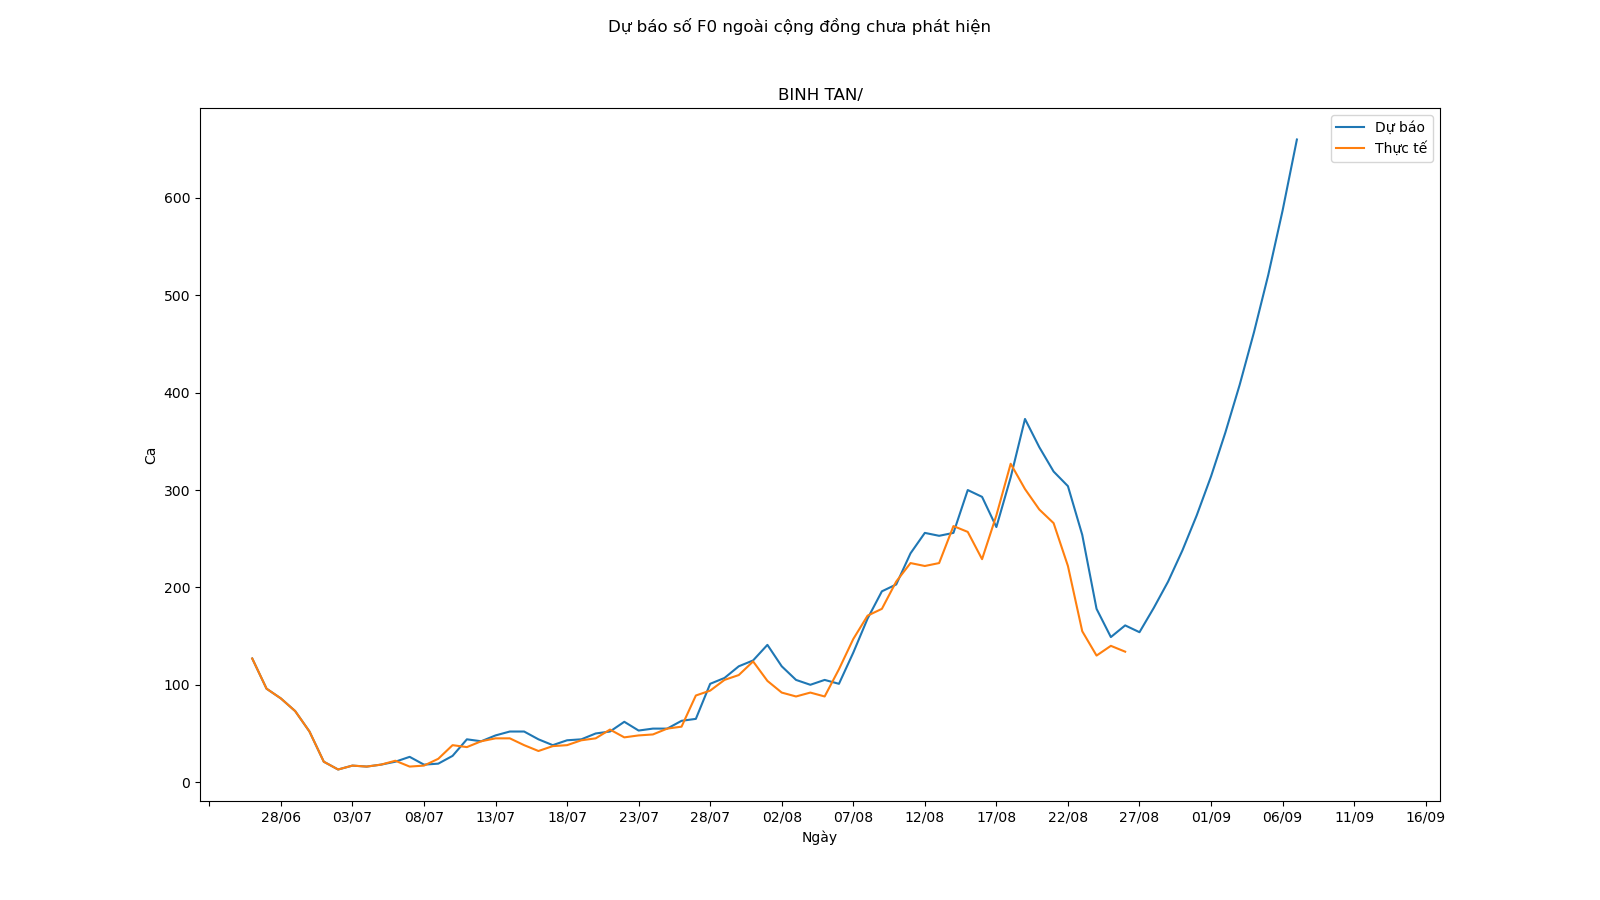 Dự báo số F0 ngoài cộng đồng chưa phát hiện
BINH TAN/
Dự báo
Thực tế
600
500
400
300
200
100
0
Ca
28/06 03/07 08/07 13/07 18/07 23/07 28/07 02/08 07/08 12/08 17/08 22/08 27/08 01/09 06/09 11/09 16/09
Ngày